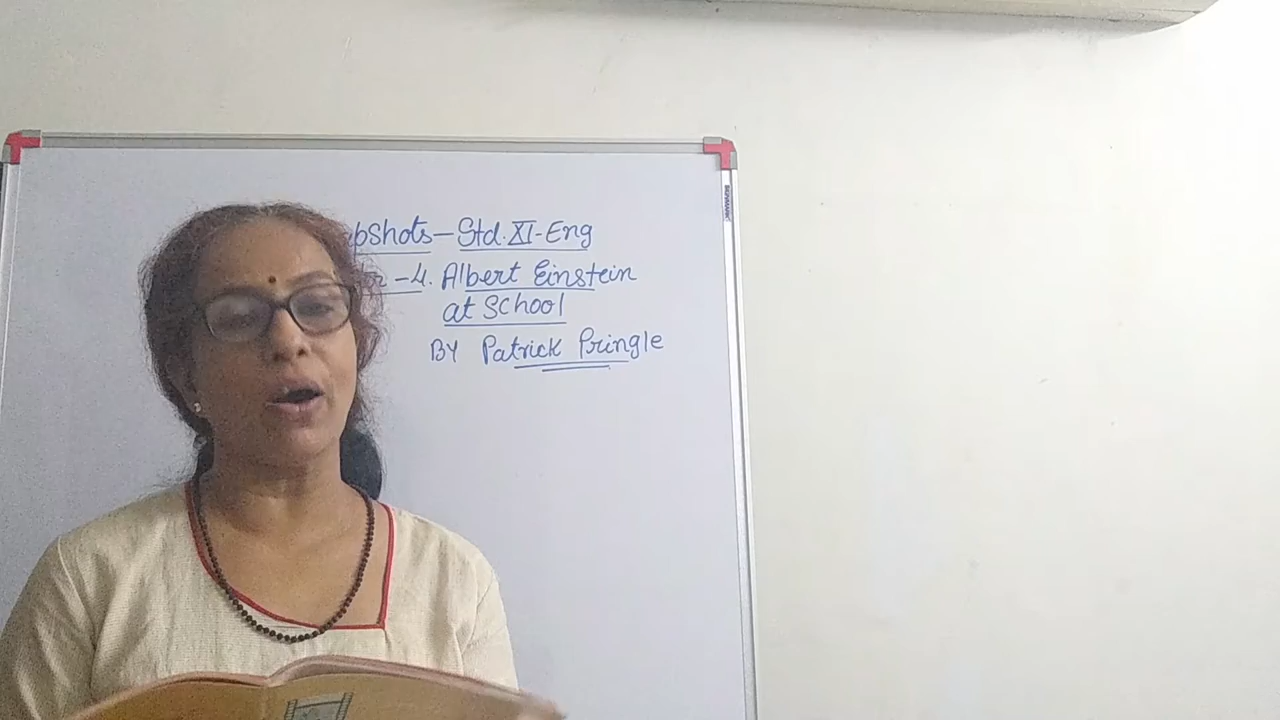 pshots - Std. XI - Eng
- 4. Albert Einstein
at School
BY Patrick Pringle